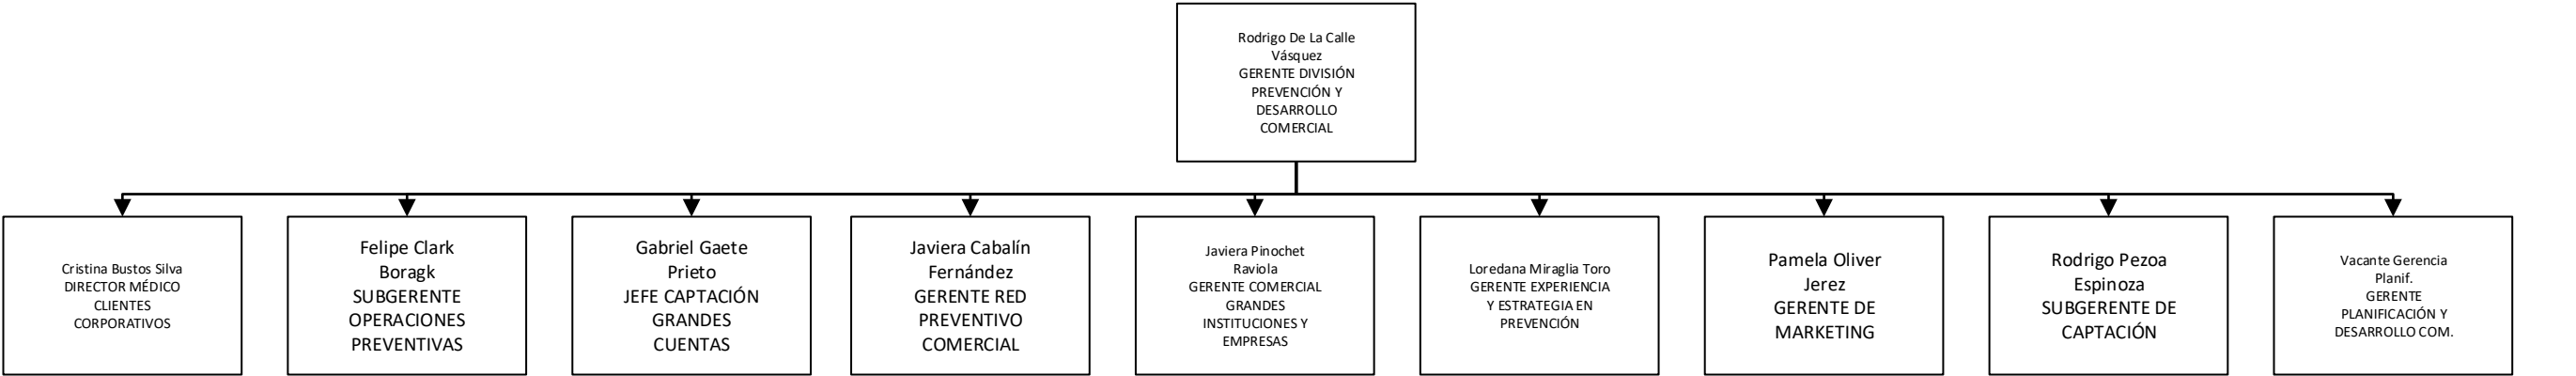 Rodrigo De La Calle
Vásquez
GERENTE DIVISIÓN
PREVENCIÓN Y
DESARROLLO
COMERCIAL
Cristina Bustos Silva
DIRECTOR MÉDICO
CLIENTES
CORPORATIVOS
Felipe Clark
Boragk
SUBGERENTE
OPERACIONES
PREVENTIVAS
Gabriel Gaete
Prieto
JEFE CAPTACIÓN
GRANDES
CUENTAS
Javiera Cabalín
Fernández
GERENTE RED
PREVENTIVO
COMERCIAL
Javiera Pinochet
Raviola
GERENTE COMERCIAL
GRANDES
INSTITUCIONES Y
EMPRESAS
Loredana Miraglia Toro
GERENTE EXPERIENCIA
Y ESTRATEGIA EN
PREVENCIÓN
Pamela Oliver
Jerez
GERENTE DE
MARKETING
Rodrigo Pezoa
Espinoza
SUBGERENTE DE
CAPTACIÓN
Vacante Gerencia
Planif.
GERENTE
PLANIFICACIÓN Y
DESARROLLO COM.